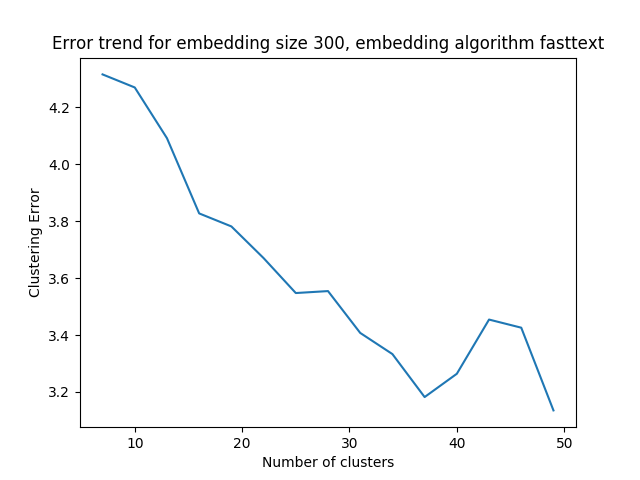 Error trend for embedding size 300, embedding algorithm fasttext
4.2
4.0
3.8
3.6
3.4
3.2
Clustering Error
10 20 30 40 50
Number of clusters